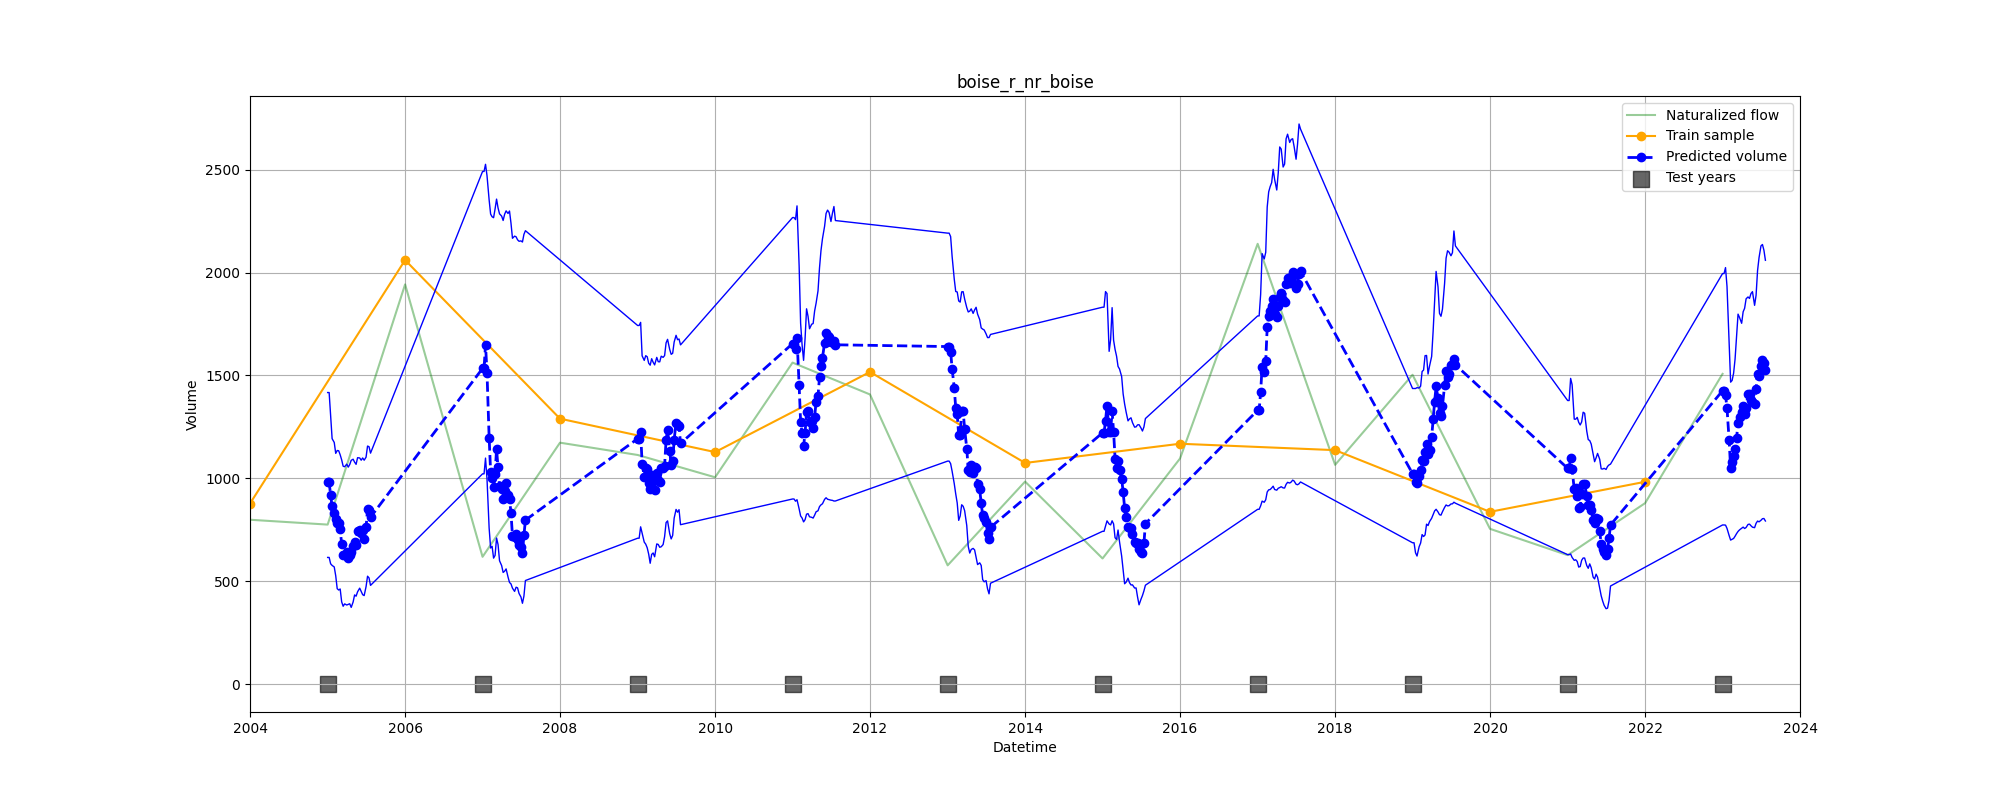 boise_r_nr_boise
Naturalized flow
Train sample
Predicted volume
Test years
2500
2000
1500
1000
500
0
Volume
2004 2006 2008 2010 2012 2014 2016 2018 2020 2022 2024
Datetime